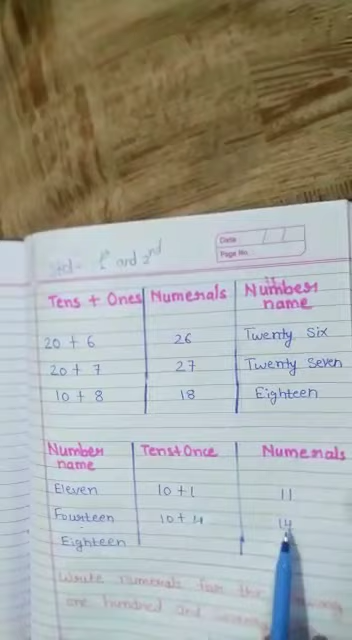 Std- 1st and 2nd
Date / /
Page No.
Tens + Ones Numerals Number name
20 + 6 26 Twenty Six
20 + 7 27 Twenty Seven
10 + 8 18 Eighteen
Number name Tens+Once Numerals
Eleven 10 + 1 11
Fourteen 10 + 4 14
Eighteen
Write numerals for the
one hundred and